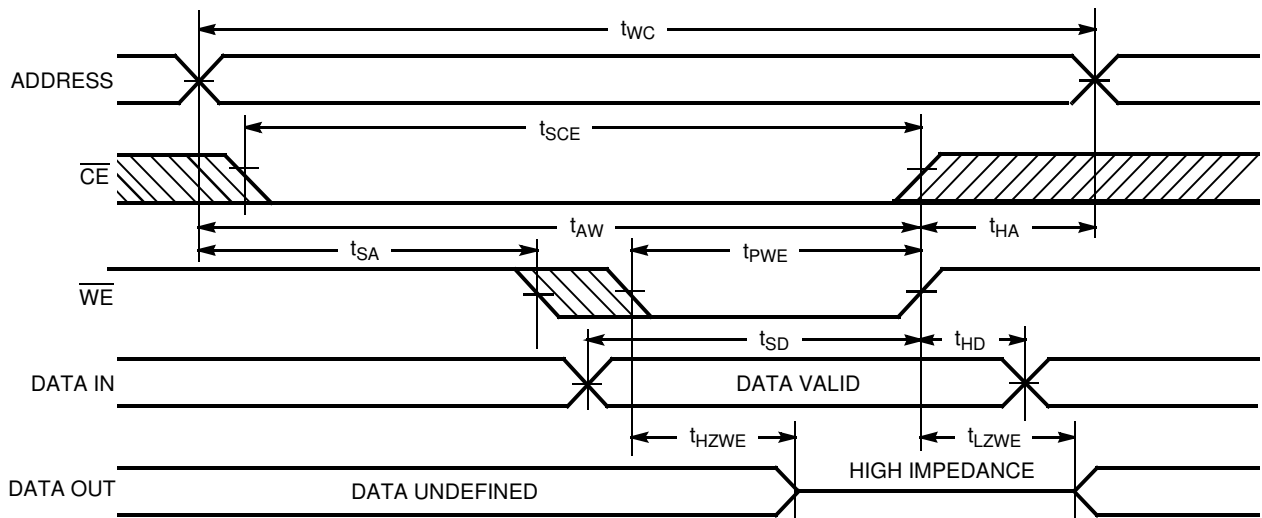 tWC
ADDRESS
tSCE
CE
tAW
tHA
tSA
tPWE
WE
tSD
tHD
DATA IN
DATA VALID
tHZWE
tLZWE
HIGH IMPEDANCE
DATA OUT
DATA UNDEFINED